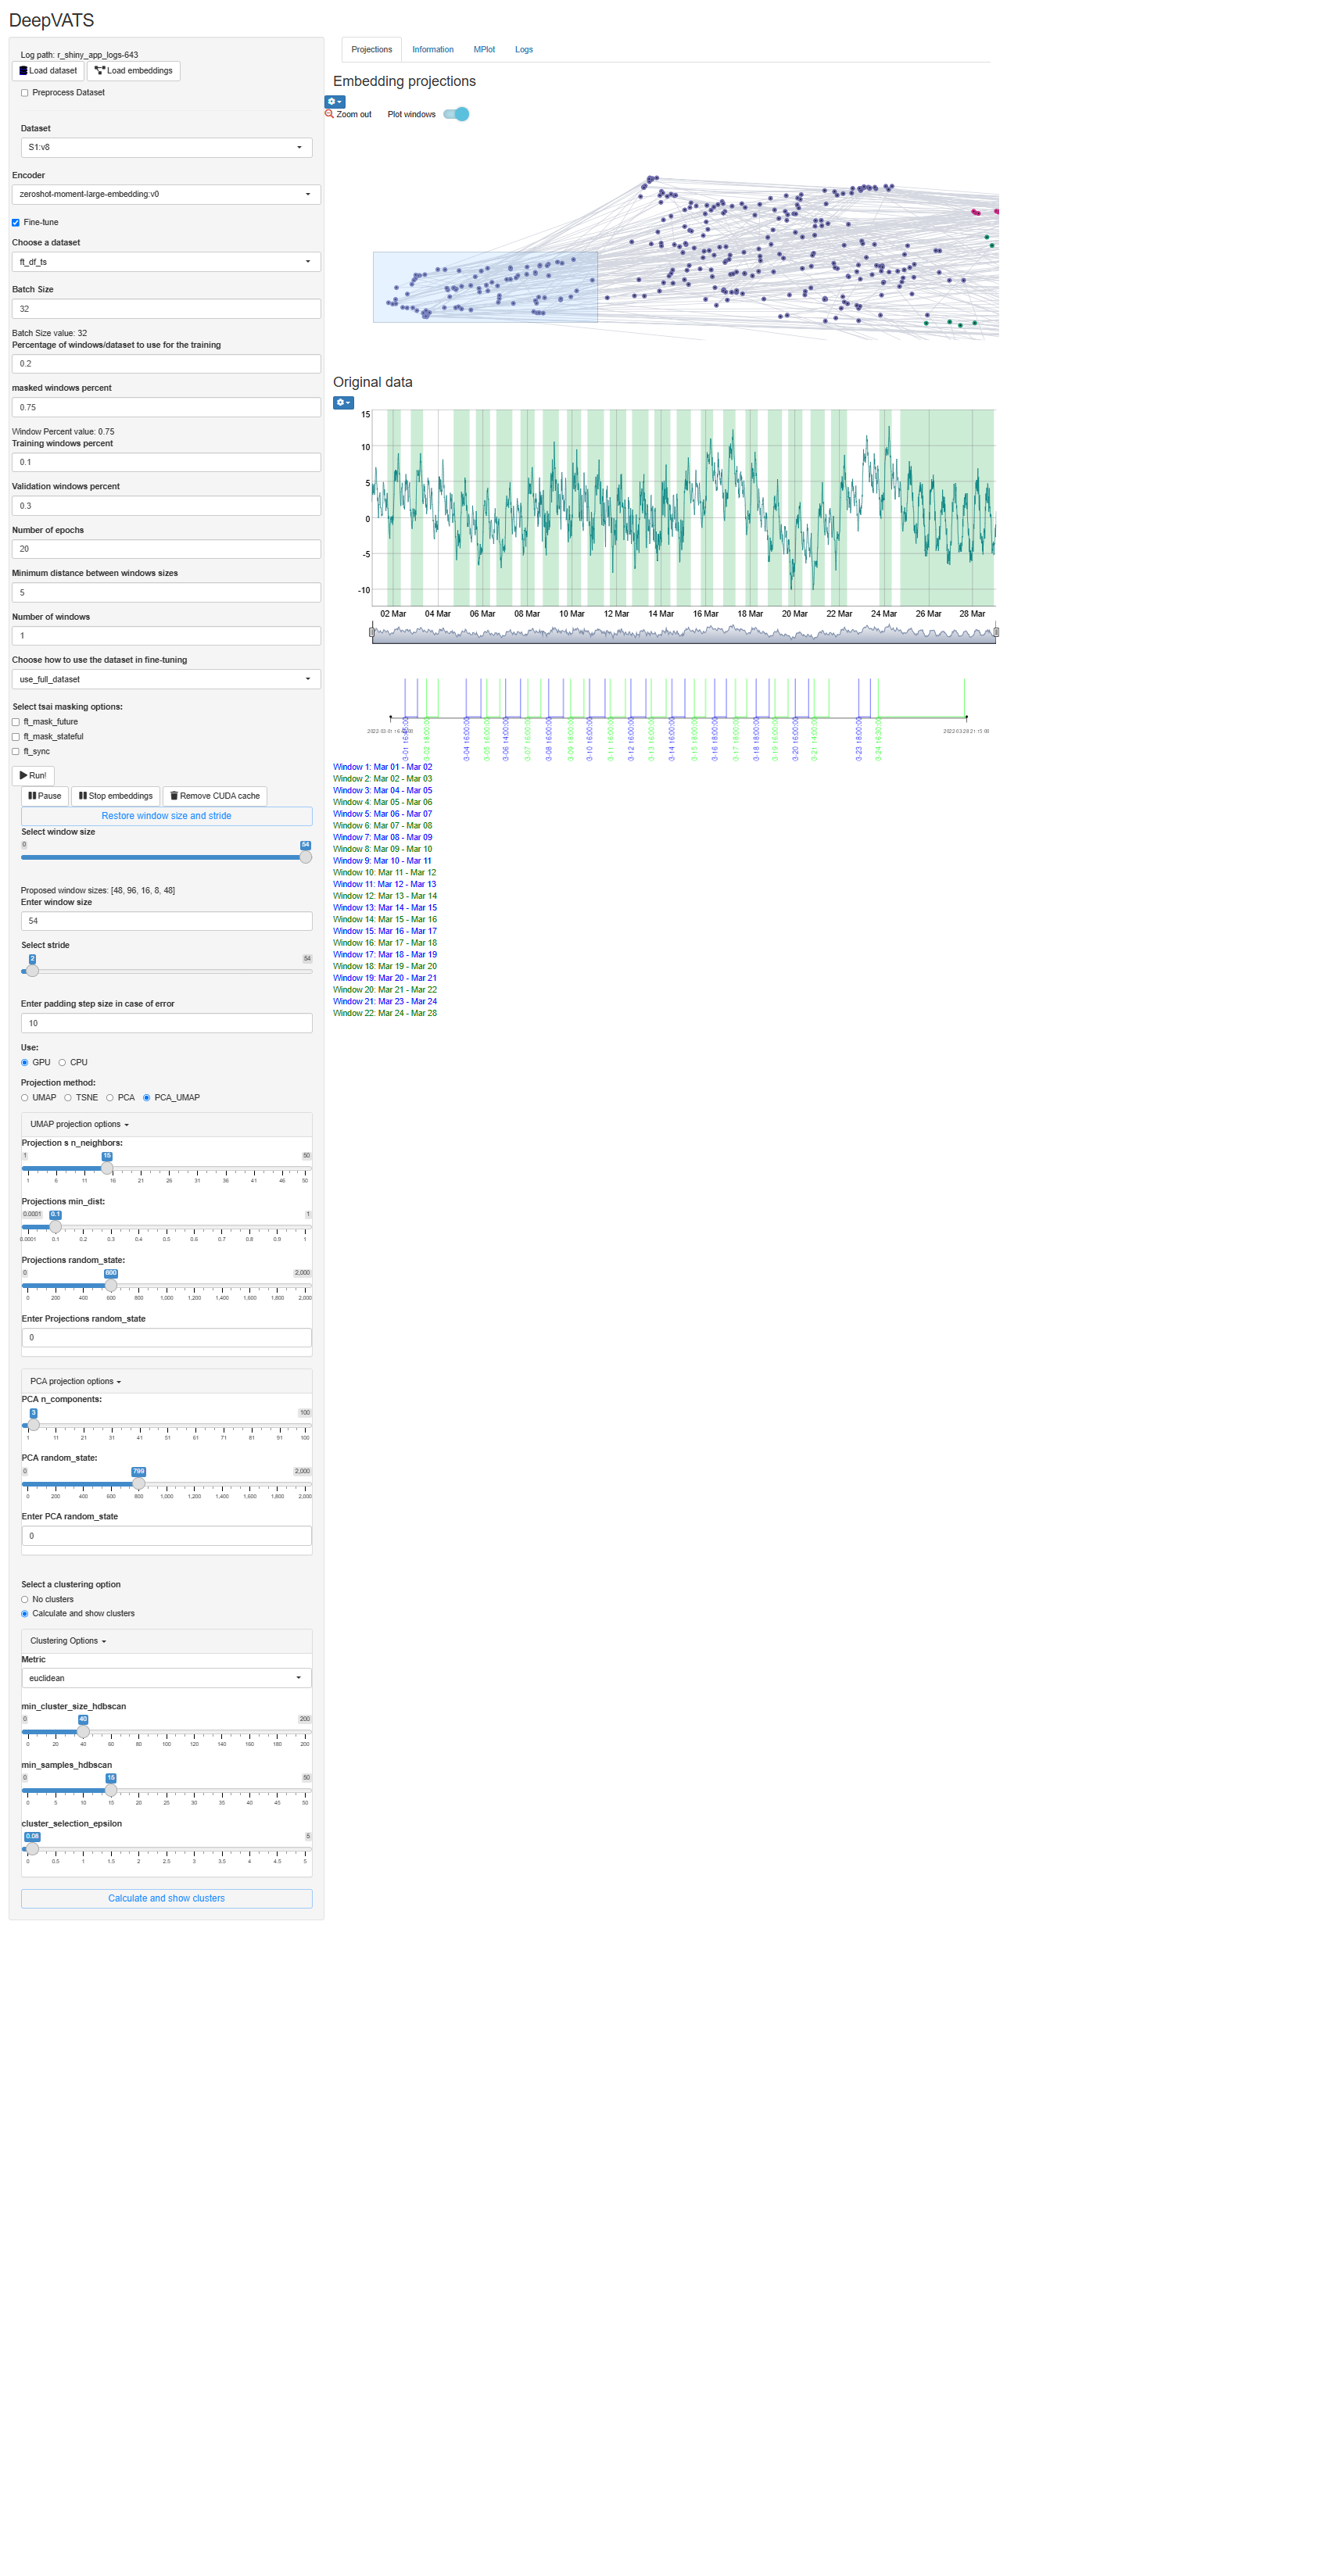 DeepVATS
Log path: r_shiny_app_logs-643
Load dataset
Load embeddings
Preprocess Dataset
Dataset
S1:v8
Encoder
zeroshot-moment-large-embedding:v0
Fine-tune
Choose a dataset
ft_df_ts
Batch Size
32
Batch Size value: 32
Percentage of windows/dataset to use for the training
0.2
masked windows percent
0.75
Window Percent value: 0.75
Training windows percent
0.1
Validation windows percent
0.3
Number of epochs
20
Minimum distance between windows sizes
5
Number of windows
1
Choose how to use the dataset in fine-tuning
use_full_dataset
Select tsai masking options:
ft_mask_future
ft_mask_stateful
ft_sync
Run!
Pause
Stop embeddings
Remove CUDA cache
Restore window size and stride
Select window size
0
54
Proposed window sizes: [48, 96, 16, 8, 48]
Enter window size
54
Select stride
2
54
Enter padding step size in case of error
10
Use:
GPU CPU
Projection method:
UMAP TSNE PCA PCA_UMAP
UMAP projection options
Projection s n_neighbors:
1 15 50
1 6 11 16 21 26 31 36 41 46 50
Projections min_dist:
0.0001 0.1 1
0.0001 0.1 0.2 0.3 0.4 0.5 0.6 0.7 0.8 0.9 1
Projections random_state:
0 600 2,000
0 200 400 600 800 1,000 1,200 1,400 1,600 1,800 2,000
Enter Projections random_state
0
PCA projection options
PCA n_components:
3 100
1 11 21 31 41 51 61 71 81 91 100
PCA random_state:
0 799 2,000
0 200 400 600 800 1,000 1,200 1,400 1,600 1,800 2,000
Enter PCA random_state
0
Select a clustering option
No clusters
Calculate and show clusters
Clustering Options
Metric
euclidean
min_cluster_size_hdbscan
0 40 200
0 20 40 60 80 100 120 140 160 180 200
min_samples_hdbscan
0 15 50
0 5 10 15 20 25 30 35 40 45 50
cluster_selection_epsilon
0.08 5
0 0.5 1 1.5 2 2.5 3 3.5 4 4.5 5
Calculate and show clusters
Projections Information MPlot Logs
Embedding projections
Zoom out
Plot windows
Original data
15
10
5
0
-5
-10
02 Mar 04 Mar 06 Mar 08 Mar 10 Mar 12 Mar 14 Mar 16 Mar 18 Mar 20 Mar 22 Mar 24 Mar 26 Mar 28 Mar
Window 1: Mar 01 - Mar 02
Window 2: Mar 02 - Mar 03
Window 3: Mar 04 - Mar 05
Window 4: Mar 05 - Mar 06
Window 5: Mar 06 - Mar 07
Window 6: Mar 07 - Mar 08
Window 7: Mar 08 - Mar 09
Window 8: Mar 09 - Mar 10
Window 9: Mar 10 - Mar 11
Window 10: Mar 11 - Mar 12
Window 11: Mar 12 - Mar 13
Window 12: Mar 13 - Mar 14
Window 13: Mar 14 - Mar 15
Window 14: Mar 15 - Mar 16
Window 15: Mar 16 - Mar 17
Window 16: Mar 17 - Mar 18
Window 17: Mar 18 - Mar 19
Window 18: Mar 19 - Mar 20
Window 19: Mar 20 - Mar 21
Window 20: Mar 21 - Mar 22
Window 21: Mar 23 - Mar 24
Window 22: Mar 24 - Mar 28